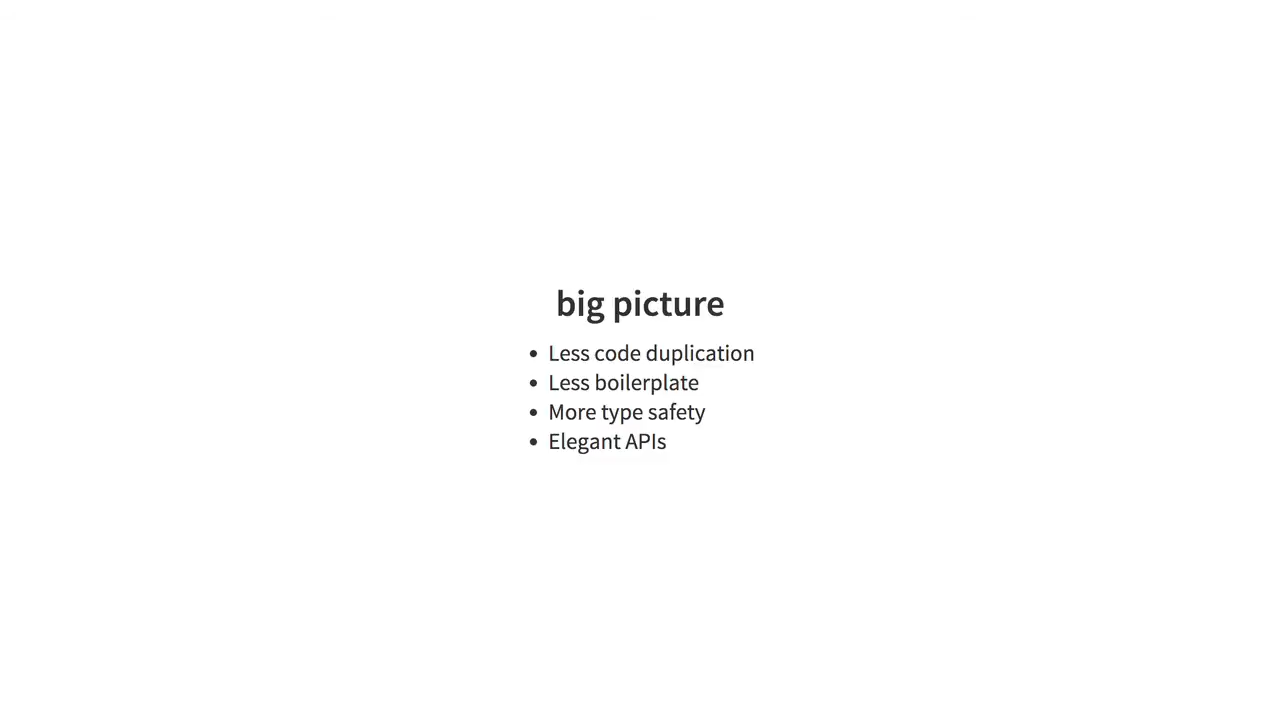 big picture
• Less code duplication
• Less boilerplate
• More type safety
• Elegant APIs